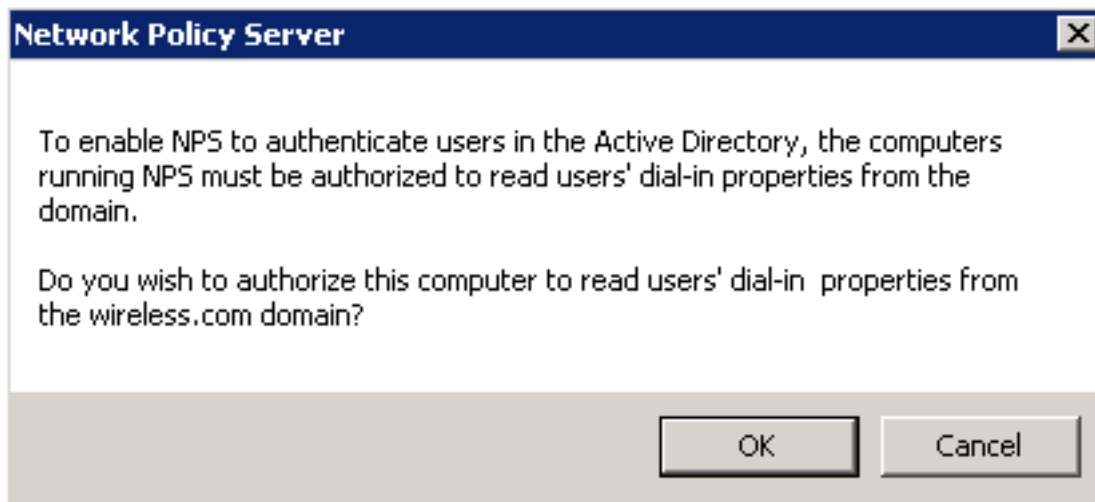 Network Policy Server
To enable NPS to authenticate users in the Active Directory, the computers
running NPS must be authorized to read users' dial-in properties from the
domain.
Do you wish to authorize this computer to read users' dial-in  properties from
the wireless.com domain?
OK
Cancel